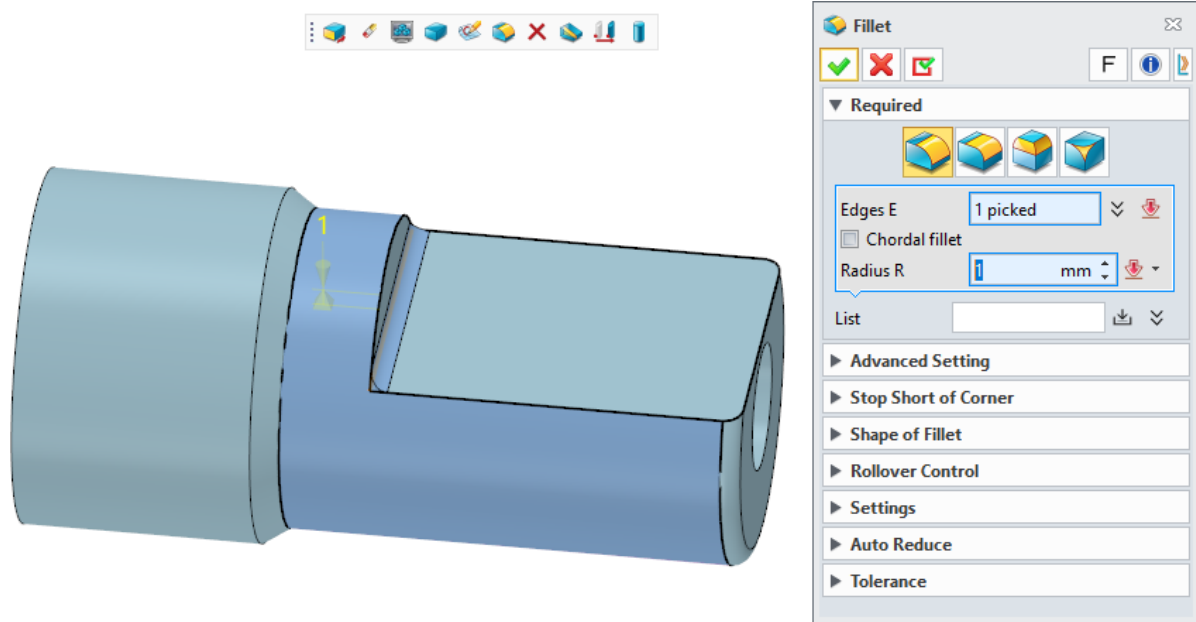 Fillet
F
Required
Edges E
1 picked
Chordal fillet
Radius R
1 mm
List
Advanced Setting
Stop Short of Corner
Shape of Fillet
Rollover Control
Settings
Auto Reduce
Tolerance
1